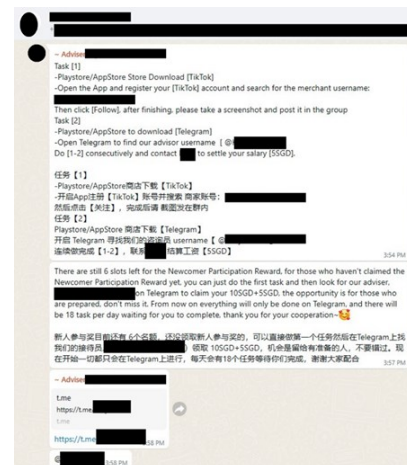 ~ Adviser
Task [1]
-Playstore/AppStore Store Download [TikTok]
-Open the App and register your [TikTok] account and search for the merchant username:
Then click [Follow], after finishing, please take a screenshot and post it in the group
Task [2]
-Playstore/AppStore to download [Telegram]
-Open Telegram to find our advisor username [ @
Do [1-2] consecutively and contact to settle your salary [5SGD].
任务【1】
-Playstore/AppStore商店下载【TikTok】
-开启App注册【TikTok】账号并搜索 商家账号：
然后点击【关注】，完成后请 截图发在群内
任务【2】
Playstore/AppStore 商店下载【Telegram】
开启 Telegram 寻找我们的咨询员 username【 @
连续做完成【1-2】，联系 结算工资【5SGD】
3:54 PM
There are still 6 slots left for the Newcomer Participation Reward, for those who haven't claimed the
Newcomer Participation Reward yet, you can just do the first task and then look for our adviser,
on Telegram to claim your 10SGD+5SGD, the opportunity is for those who
are prepared, don't miss it. From now on everything will only be done on Telegram, and there will
be 18 task per day waiting for you to complete, thank you for your cooperation~🥰
新人参与奖目前还有 6个名额，还没领取新人参与奖的，可以直接做第一个任务然后在Telegram上找
我们的接待员 ）领取 10SGD+5SGD，机会是留给有准备的人，不要错过。现
在开始一切都只会在Telegram上进行，每天会有18个任务等待你们完成，谢谢大家配合
3:57 PM
~ Adviser
t.me
https://t.me
t.me
https://t.me
:58 PM
@
3:58 PM